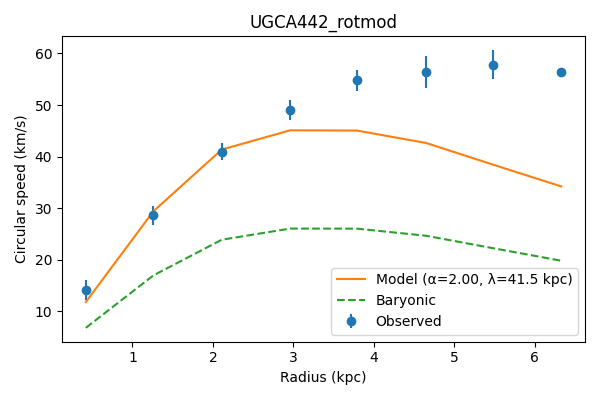 UGCA442_rotmod
Circular speed (km/s)
60
50
40
30
20
10
Model (α=2.00, λ=41.5 kpc)
Baryonic
Observed
1 2 3 4 5 6
Radius (kpc)